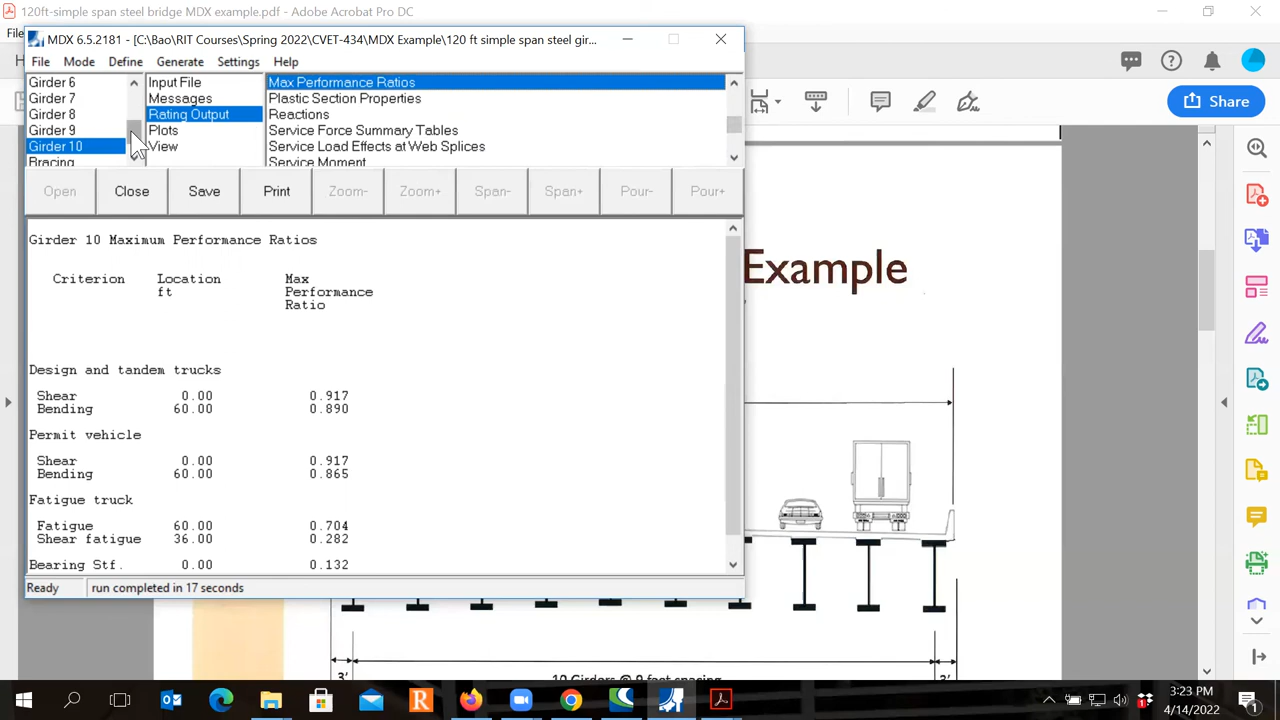 120ft-simple span steel bridge MDX example.pdf - Adobe Acrobat Pro DC
MDX 6.5.2181 - [C:\Bao\RIT Courses\Spring 2022\CVET-434\MDX Example\120 ft simple span steel gir...
File Mode Define Generate Settings Help
Share
Girder 6
Girder 7
Girder 8
Girder 9
Girder 10
Bracing
Input File
Messages
Rating Output
Plots
View
Max Performance Ratios
Plastic Section Properties
Reactions
Service Force Summary Tables
Service Load Effects at Web Splices
Service Moment
Open Close Save Print Zoom- Zoom+ Span- Span+ Pour- Pour+
Girder 10 Maximum Performance Ratios
Criterion Location Max
ft Performance
Ratio
Design and tandem trucks
Shear 0.00 0.917
Bending 60.00 0.890
Permit vehicle
Shear 0.00 0.917
Bending 60.00 0.865
Fatigue truck
Fatigue 60.00 0.704
Shear fatigue 36.00 0.282
Bearing Stf. 0.00 0.132
Ready run completed in 17 seconds
Example
3' 10 Girders @ 9 feet spacing 3'
3:23 PM
4/14/2022